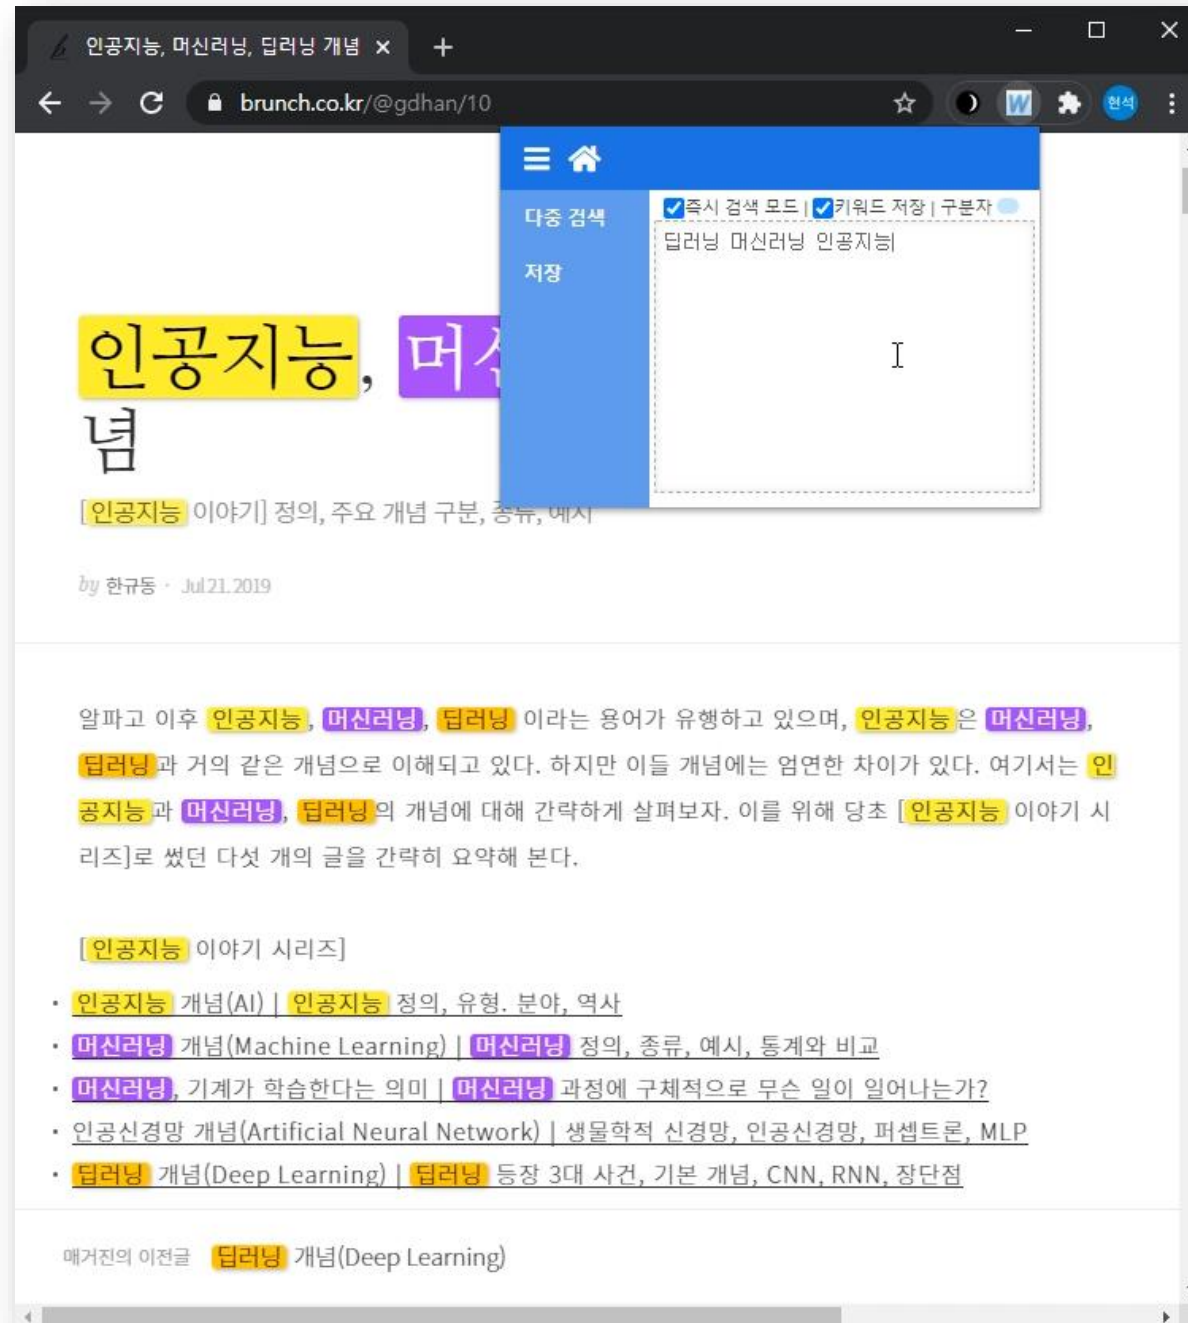 인공지능, 머신러닝, 딥러닝 개념
brunch.co.kr/@gdhan/10
현석
다중 검색
저장
즉시 검색 모드 | 키워드 저장 | 구분자
딥러닝 머신러닝 인공지능
인공지능, 머
념
[인공지능 이야기] 정의, 주요 개념 구분, 종류, 예시
by 한규동 · Jul 21. 2019
알파고 이후 인공지능, 머신러닝, 딥러닝 이라는 용어가 유행하고 있으며, 인공지능은 머신러닝,
딥러닝과 거의 같은 개념으로 이해되고 있다. 하지만 이들 개념에는 엄연한 차이가 있다. 여기서는 인
공지능과 머신러닝, 딥러닝의 개념에 대해 간략하게 살펴보자. 이를 위해 당초 [인공지능 이야기 시
리즈]로 썼던 다섯 개의 글을 간략히 요약해 본다.
[인공지능 이야기 시리즈]
· 인공지능 개념(AI) | 인공지능 정의, 유형. 분야, 역사
· 머신러닝 개념(Machine Learning) | 머신러닝 정의, 종류, 예시, 통계와 비교
· 머신러닝, 기계가 학습한다는 의미 | 머신러닝 과정에 구체적으로 무슨 일이 일어나는가?
· 인공신경망 개념(Artificial Neural Network) | 생물학적 신경망, 인공신경망, 퍼셉트론, MLP
· 딥러닝 개념(Deep Learning) | 딥러닝 등장 3대 사건, 기본 개념, CNN, RNN, 장단점
매거진의 이전글 딥러닝 개념(Deep Learning)